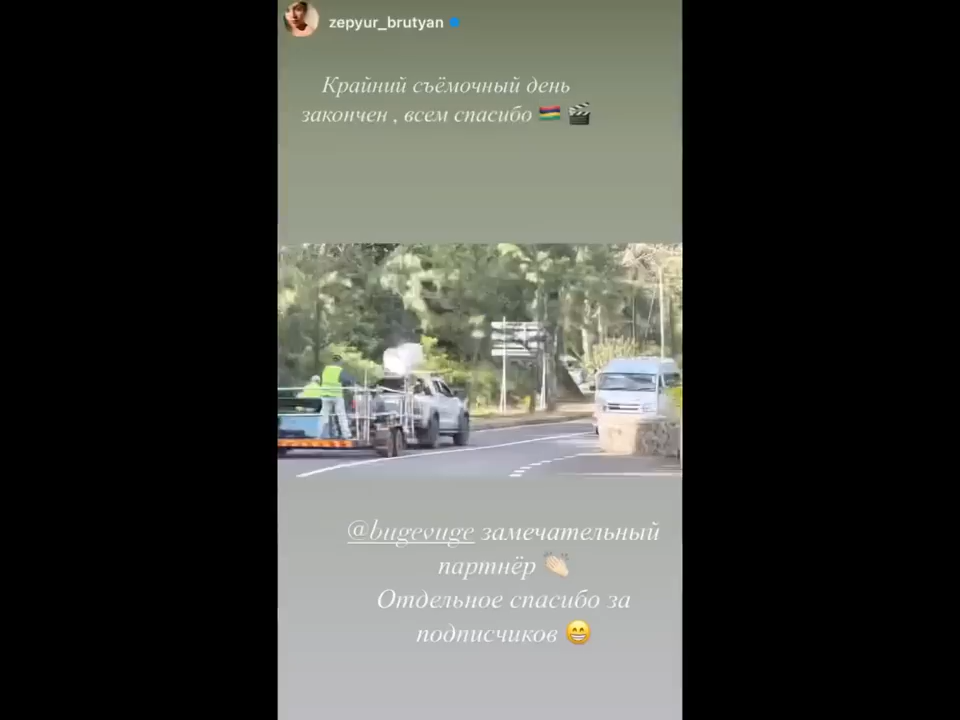 zepyur_brutyan
Крайний съёмочный день
закончен , всем спасибо 🇲🇺 🎬
@bugevuge замечательный
партнёр 👏🏻
Отдельное спасибо за
подписчиков 😁